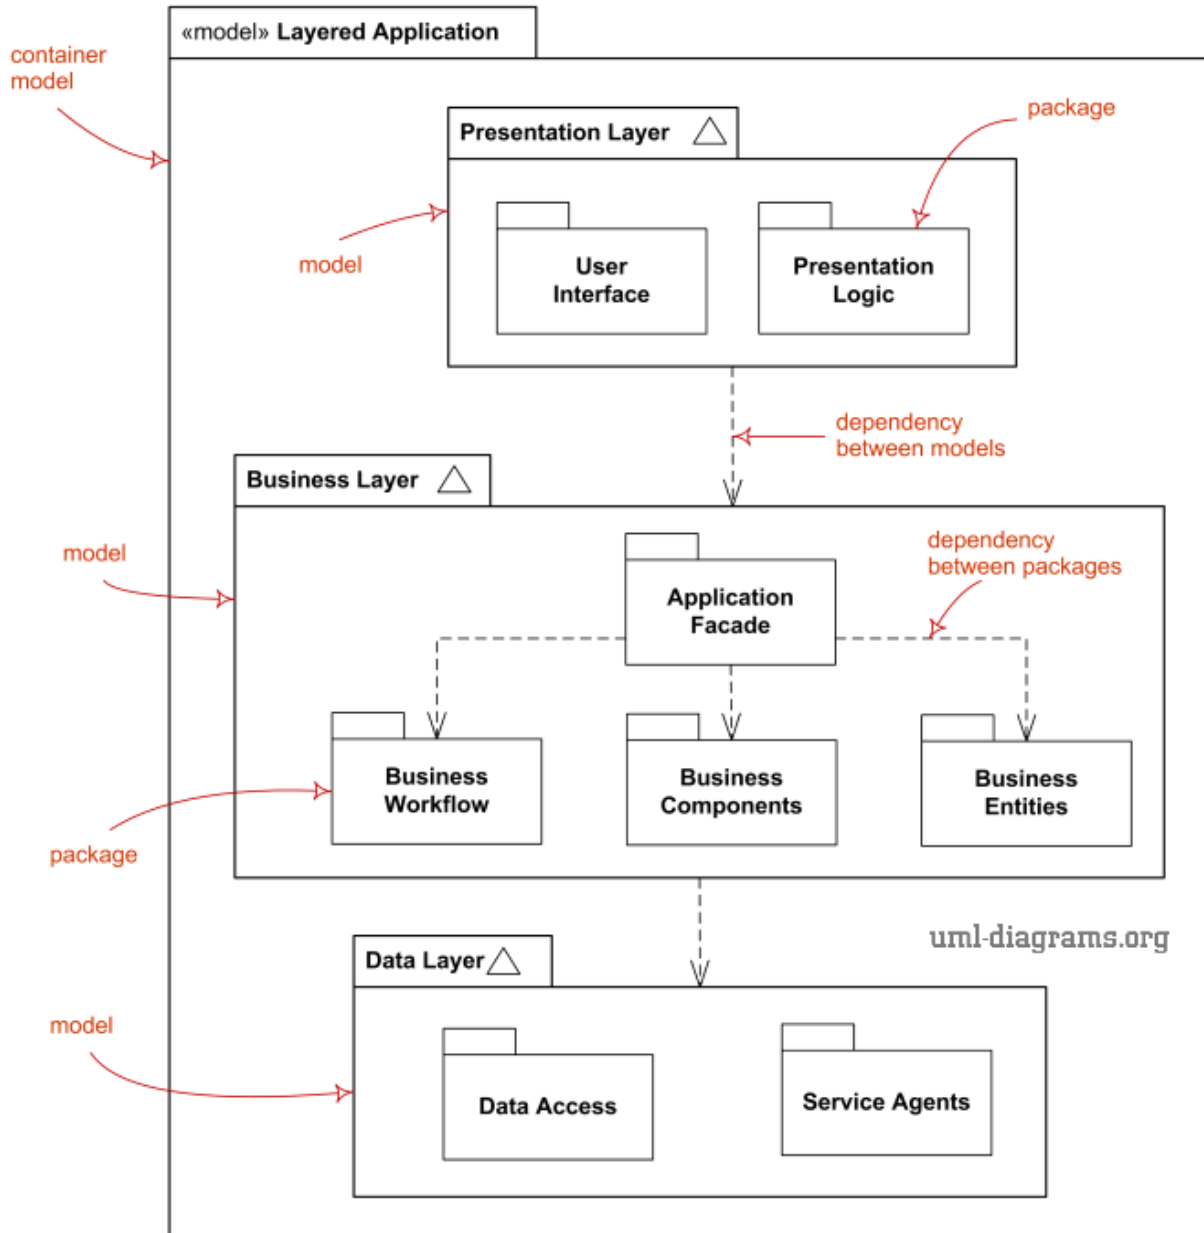 «model» Layered Application
container
model
Presentation Layer
package
model
User
Interface
Presentation
Logic
dependency
between models
Business Layer
model
dependency
between packages
Application
Facade
Business
Workflow
Business
Components
Business
Entities
package
uml-diagrams.org
Data Layer
model
Data Access
Service Agents